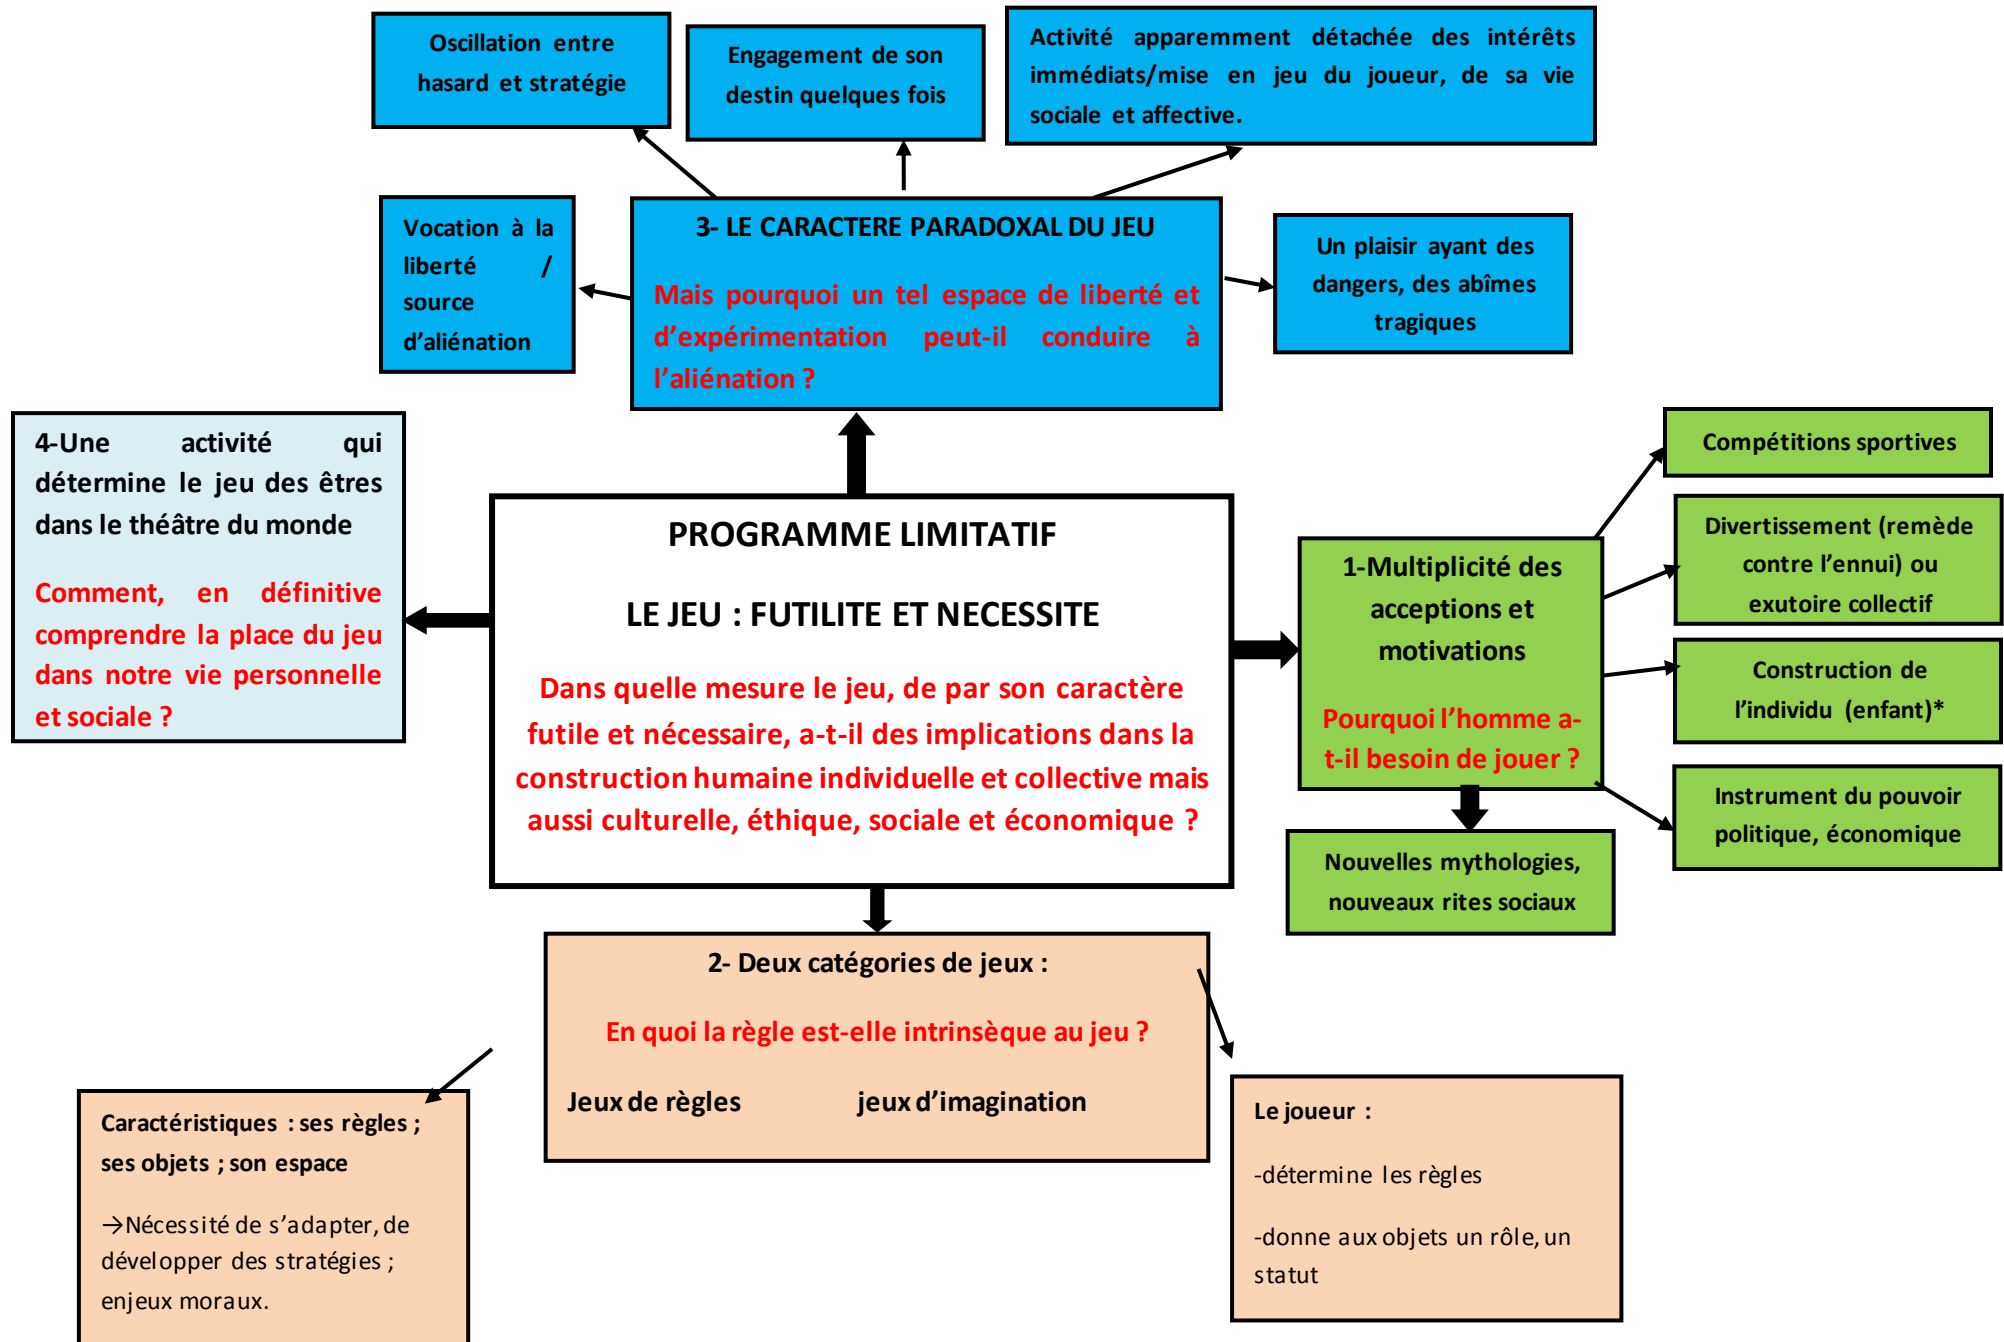 Oscillation entre
hasard et stratégie
Engagement de son
destin quelques fois
Activité apparemment détachée des intérêts
immédiats/mise en jeu du joueur, de sa vie
sociale et affective.
Vocation à la
liberté /
source
d’aliénation
3- LE CARACTERE PARADOXAL DU JEU
Mais pourquoi un tel espace de liberté et
d’expérimentation peut-il conduire à
l’aliénation ?
Un plaisir ayant des
dangers, des abîmes
tragiques
4-Une activité qui
détermine le jeu des êtres
dans le théâtre du monde
Comment, en définitive
comprendre la place du jeu
dans notre vie personnelle
et sociale ?
PROGRAMME LIMITATIF
LE JEU : FUTILITE ET NECESSITE
Dans quelle mesure le jeu, de par son caractère
futile et nécessaire, a-t-il des implications dans la
construction humaine individuelle et collective mais
aussi culturelle, éthique, sociale et économique ?
1-Multiplicité des
acceptions et
motivations
Pourquoi l’homme a-
t-il besoin de jouer ?
Compétitions sportives
Divertissement (remède
contre l’ennui) ou
exutoire collectif
Construction de
l’individu (enfant)*
Instrument du pouvoir
politique, économique
Nouvelles mythologies,
nouveaux rites sociaux
2- Deux catégories de jeux :
En quoi la règle est-elle intrinsèque au jeu ?
Jeux de règles jeux d’imagination
Caractéristiques : ses règles ;
ses objets ; son espace
→Nécessité de s’adapter, de
développer des stratégies ;
enjeux moraux.
Le joueur :
-détermine les règles
-donne aux objets un rôle, un
statut